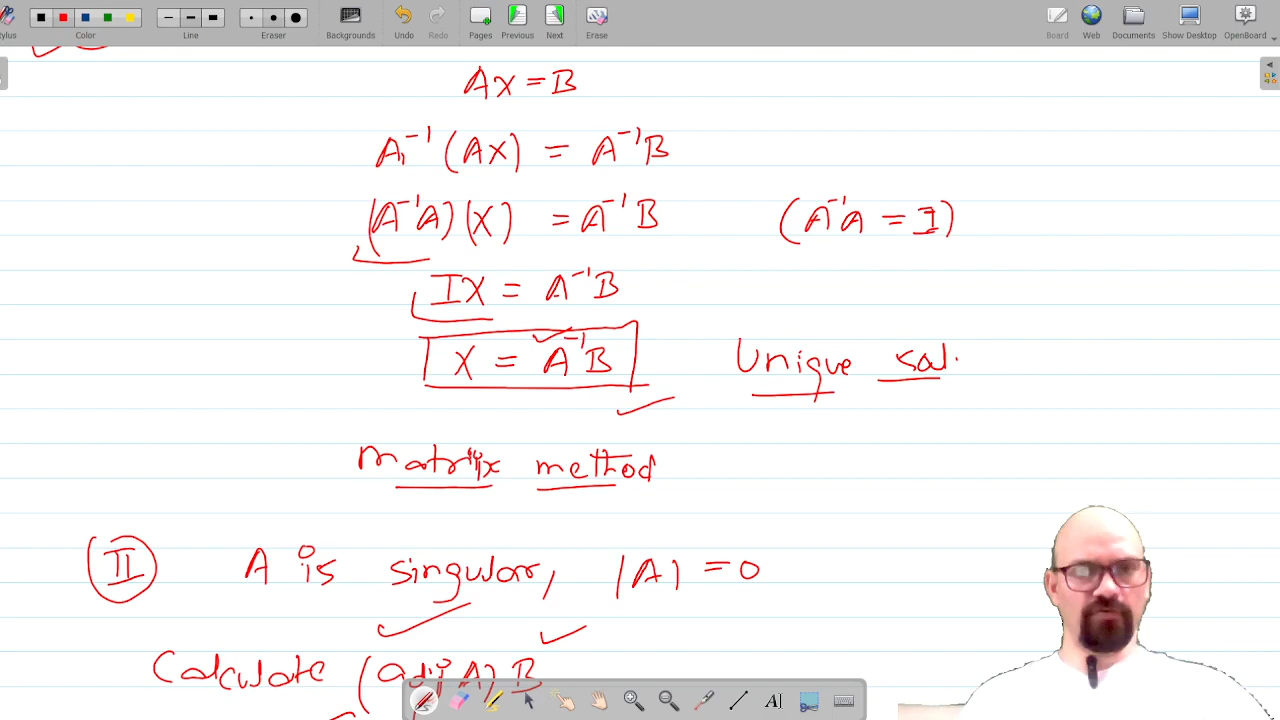 tylus Color Line Eraser Backgrounds Undo Redo Pages Previous Next Erase Board Web Documents Show Desktop OpenBoard
AX = B
A⁻¹ (AX) = A⁻¹B
(A⁻¹A)(X) = A⁻¹B (A⁻¹A = I)
IX = A⁻¹B
X = A⁻¹B Unique sol.
Matrix method
II A is singular, |A| = 0
Calculate (adj A) B